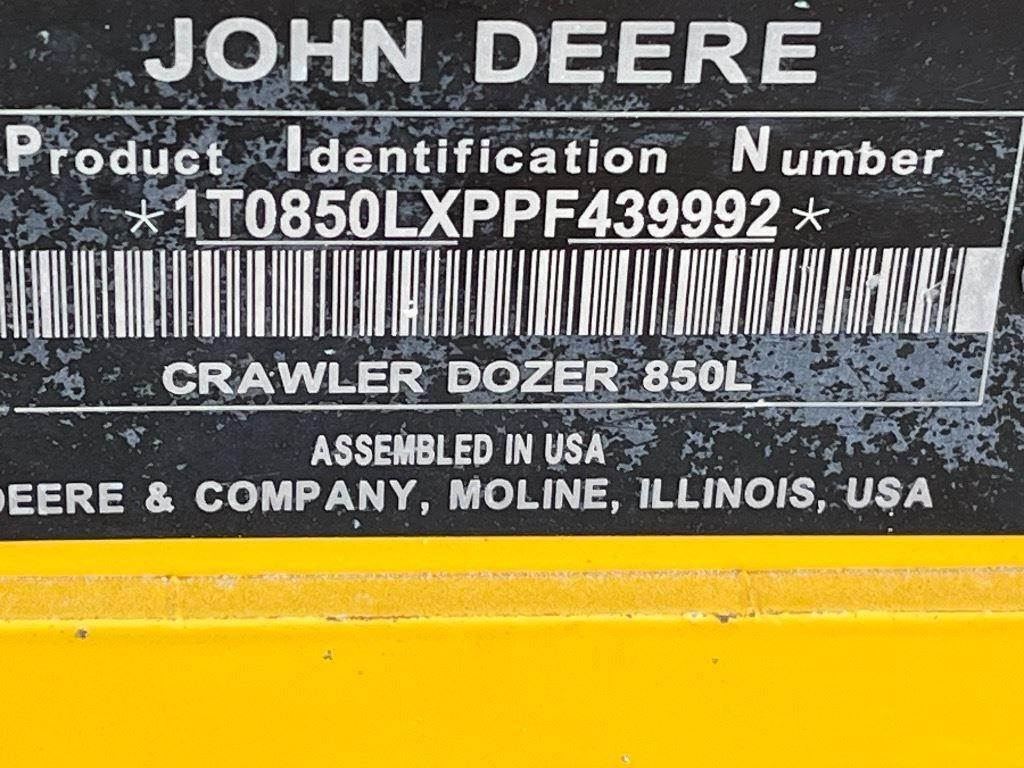 JOHN DEERE
Product Identification Number
*1T0850LXPPF439992*
CRAWLER DOZER 850L
ASSEMBLED IN USA
DEERE & COMPANY, MOLINE, ILLINOIS, USA